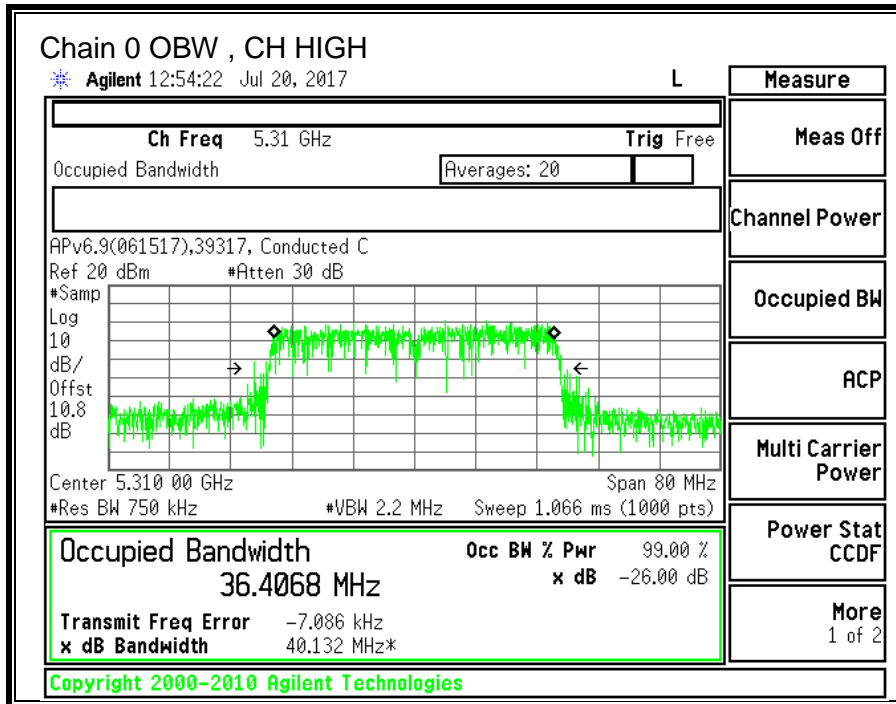 Chain 0 OBW , CH HIGH
Agilent 12:54:22 Jul 20, 2017 L
Ch Freq 5.31 GHz Trig Free
Occupied Bandwidth Averages: 20
APv6.9(061517),39317, Conducted C
Ref 20 dBm #Atten 30 dB
#Samp
Log
10
dB/
Offst
10.8
dB
Center 5.310 00 GHz Span 80 MHz
#Res BW 750 kHz #VBW 2.2 MHz Sweep 1.066 ms (1000 pts)
Occupied Bandwidth Occ BW % Pwr 99.00 %
36.4068 MHz x dB -26.00 dB
Transmit Freq Error -7.086 kHz
x dB Bandwidth 40.132 MHz*
Copyright 2000-2010 Agilent Technologies
Measure
Meas Off
Channel Power
Occupied BW
ACP
Multi Carrier
Power
Power Stat
CCDF
More
1 of 2